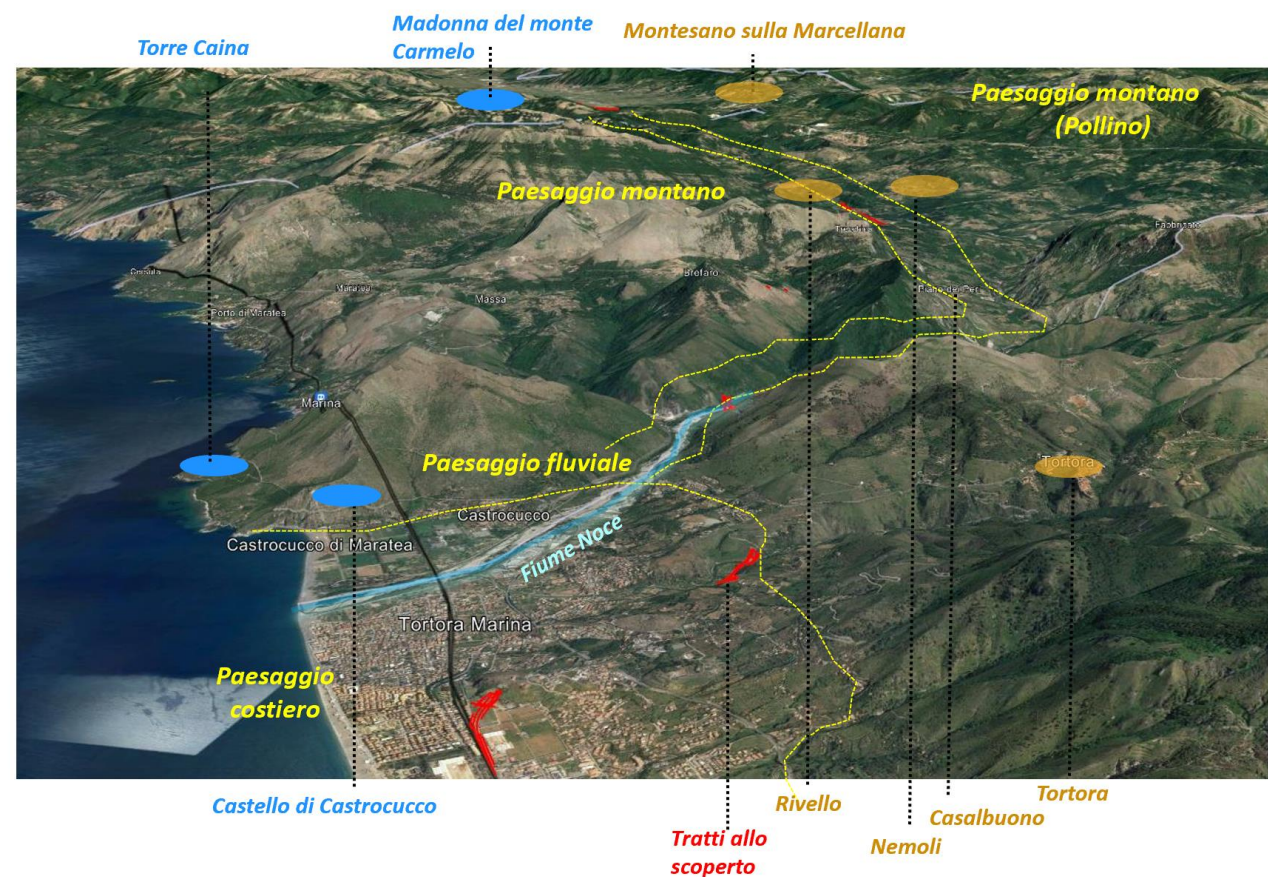 Madonna del monte
Carmelo
Montesano sulla Marcellana
Torre Caina
Paesaggio montano
(Pollino)
Paesaggio montano
Brefaro
Massa
Porto di Maratea
Marina
Paesaggio fluviale
Tortora
Castrocucco
Castrocucco di Maratea
Fiume Noce
Tortora Marina
Paesaggio
costiero
Castello di Castrocucco
Rivello
Tortora
Casalbuono
Nemoli
Tratti allo
scoperto